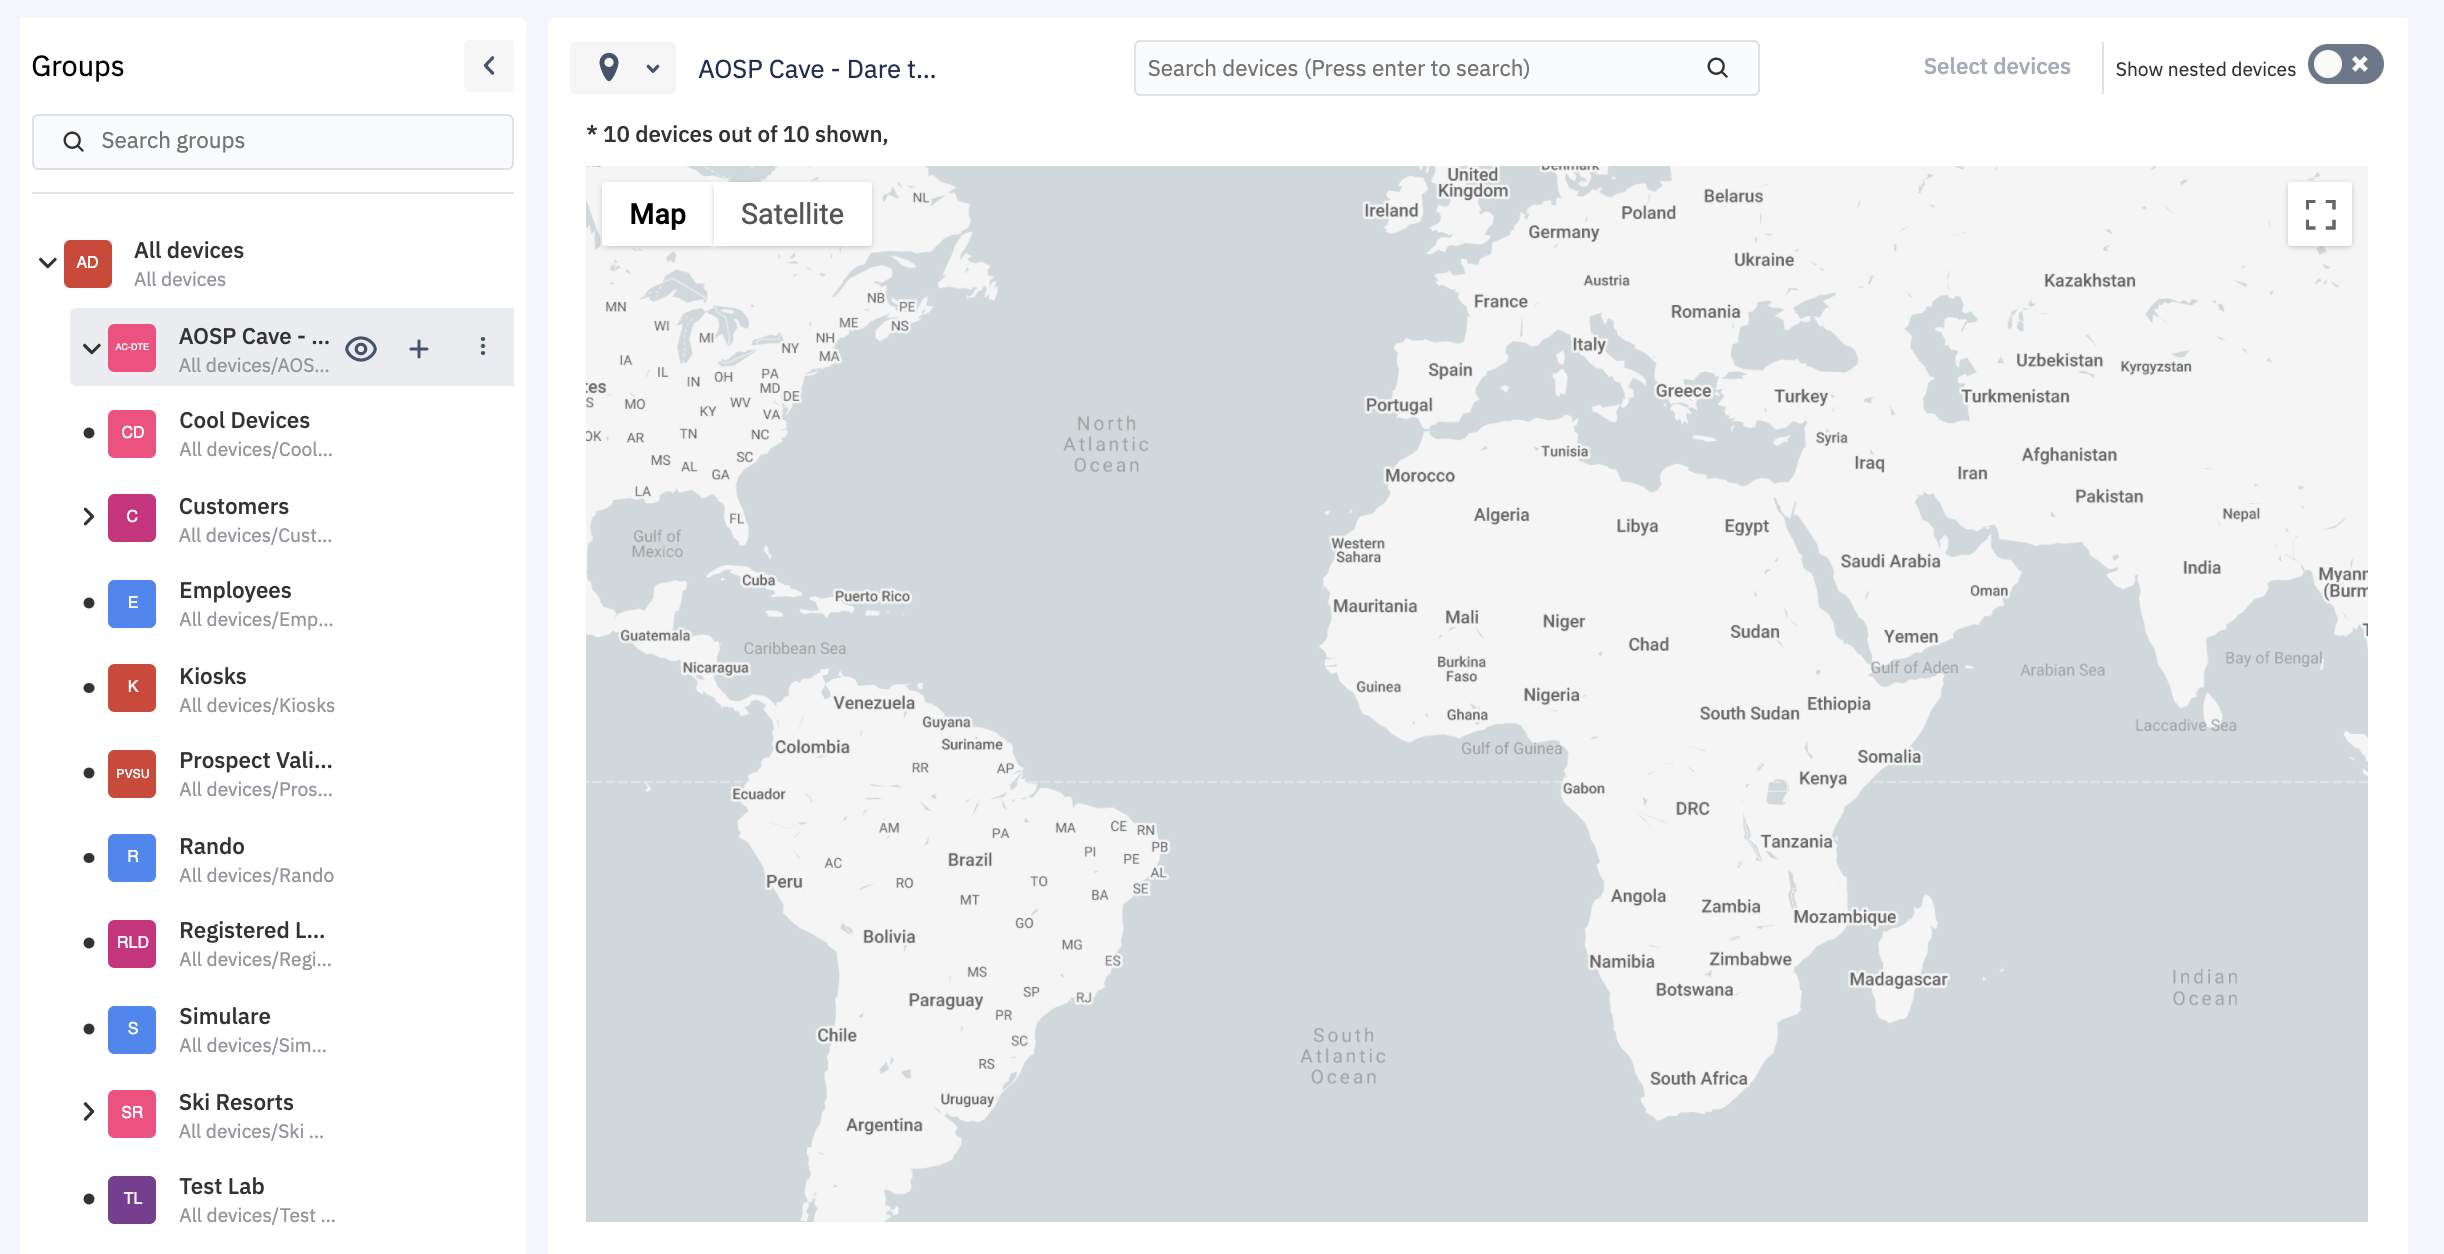 Groups
Search groups
AD
All devices
All devices
AC-DTE
AOSP Cave - ...
All devices/AOS...
CD
Cool Devices
All devices/Cool...
C
Customers
All devices/Cust...
E
Employees
All devices/Emp...
K
Kiosks
All devices/Kiosks
PVSU
Prospect Vali...
All devices/Pros...
R
Rando
All devices/Rando
RLD
Registered L...
All devices/Regi...
S
Simulare
All devices/Sim...
SR
Ski Resorts
All devices/Ski ...
TL
Test Lab
All devices/Test ...
AOSP Cave - Dare t...
Search devices (Press enter to search)
Select devices
Show nested devices
* 10 devices out of 10 shown,
Map
Satellite
NL
MN
WI
MI
NB
PE
ME
NS
NH
NY
MA
IA
IL
IN
OH
PA
MD
DE
MO
KY
WV
VA
OK
AR
TN
NC
MS
AL
GA
SC
LA
FL
Gulf of
Mexico
Cuba
Puerto Rico
Guatemala
Caribbean Sea
Nicaragua
North
Atlantic
Ocean
Venezuela
Guyana
Suriname
Colombia
RR
AP
Ecuador
AM
PA
MA
CE
RN
PB
PI
PE
AL
SE
AC
Brazil
Peru
RO
TO
BA
MT
GO
Bolivia
MG
ES
MS
SP
RJ
Paraguay
PR
Chile
SC
RS
Uruguay
Argentina
South
Atlantic
Ocean
United
Kingdom
Denmark
Ireland
Belarus
Poland
Germany
Ukraine
Austria
Kazakhstan
France
Romania
Italy
Spain
Uzbekistan
Kyrgyzstan
Greece
Turkey
Turkmenistan
Portugal
Syria
Tunisia
Iraq
Iran
Afghanistan
Morocco
Pakistan
Algeria
Libya
Egypt
Nepal
Western
Sahara
Saudi Arabia
India
Oman
Mauritania
Mali
Niger
Chad
Sudan
Yemen
Burkina
Faso
Gulf of Aden
Arabian Sea
Bay of Bengal
Guinea
Nigeria
Ghana
South Sudan
Ethiopia
Laccadive Sea
Gulf of Guinea
Somalia
Gabon
Kenya
DRC
Tanzania
Angola
Zambia
Mozambique
Namibia
Zimbabwe
Botswana
Madagascar
Indian
Ocean
South Africa